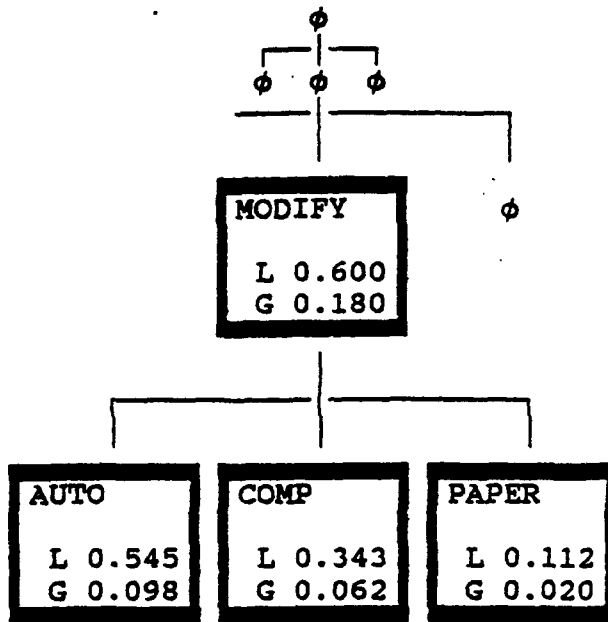 φ
φ φ φ
MODIFY φ
L 0.600
G 0.180
AUTO COMP PAPER
L 0.545 L 0.343 L 0.112
G 0.098 G 0.062 G 0.020